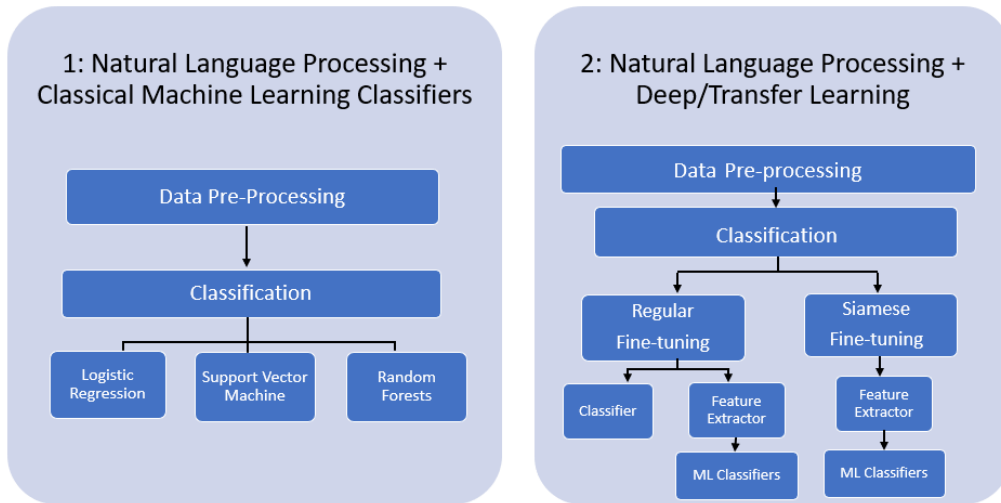 1: Natural Language Processing +
Classical Machine Learning Classifiers
Data Pre-Processing
Classification
Logistic
Regression
Support Vector
Machine
Random
Forests
2: Natural Language Processing +
Deep/Transfer Learning
Data Pre-processing
Classification
Regular
Fine-tuning
Siamese
Fine-tuning
Classifier
Feature
Extractor
Feature
Extractor
ML Classifiers
ML Classifiers